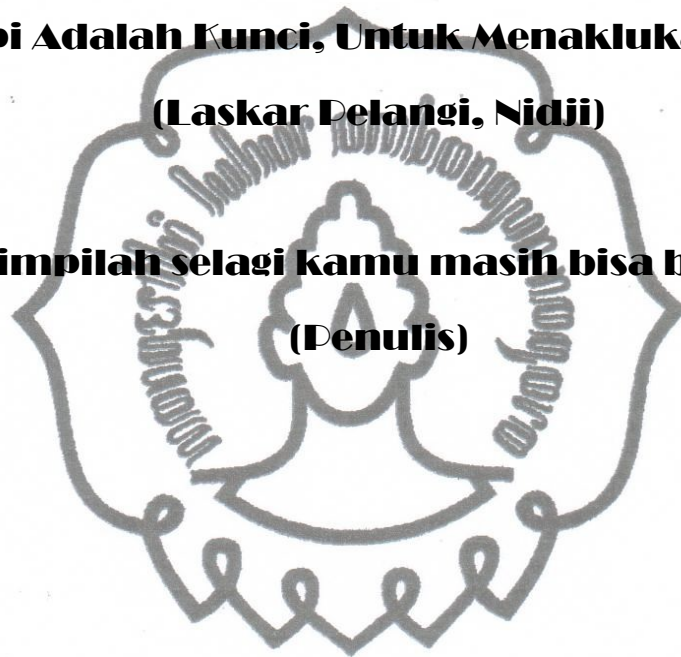 pi Adalah Kunci, Untuk Menakluka
(Laskar Pelangi, Nidji)
impilah selagi kamu masih bisa b
(Penulis)